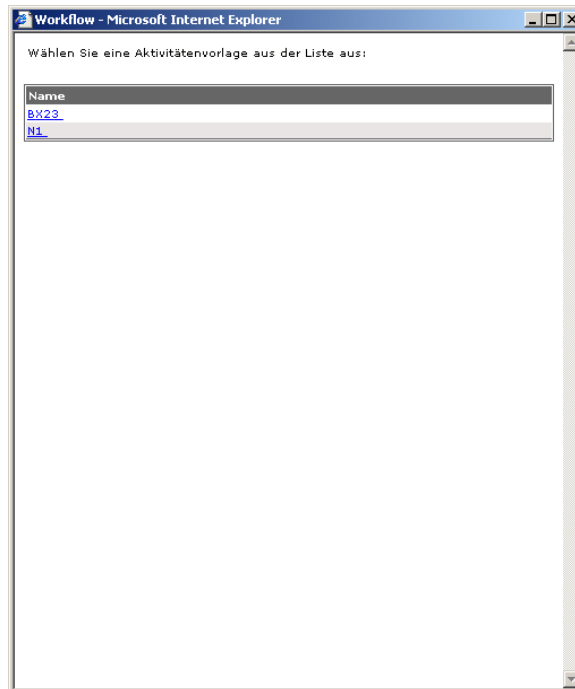 Workflow - Microsoft Internet Explorer
Wählen Sie eine Aktivitätenvorlage aus der Liste aus:
Name
BX23
N1